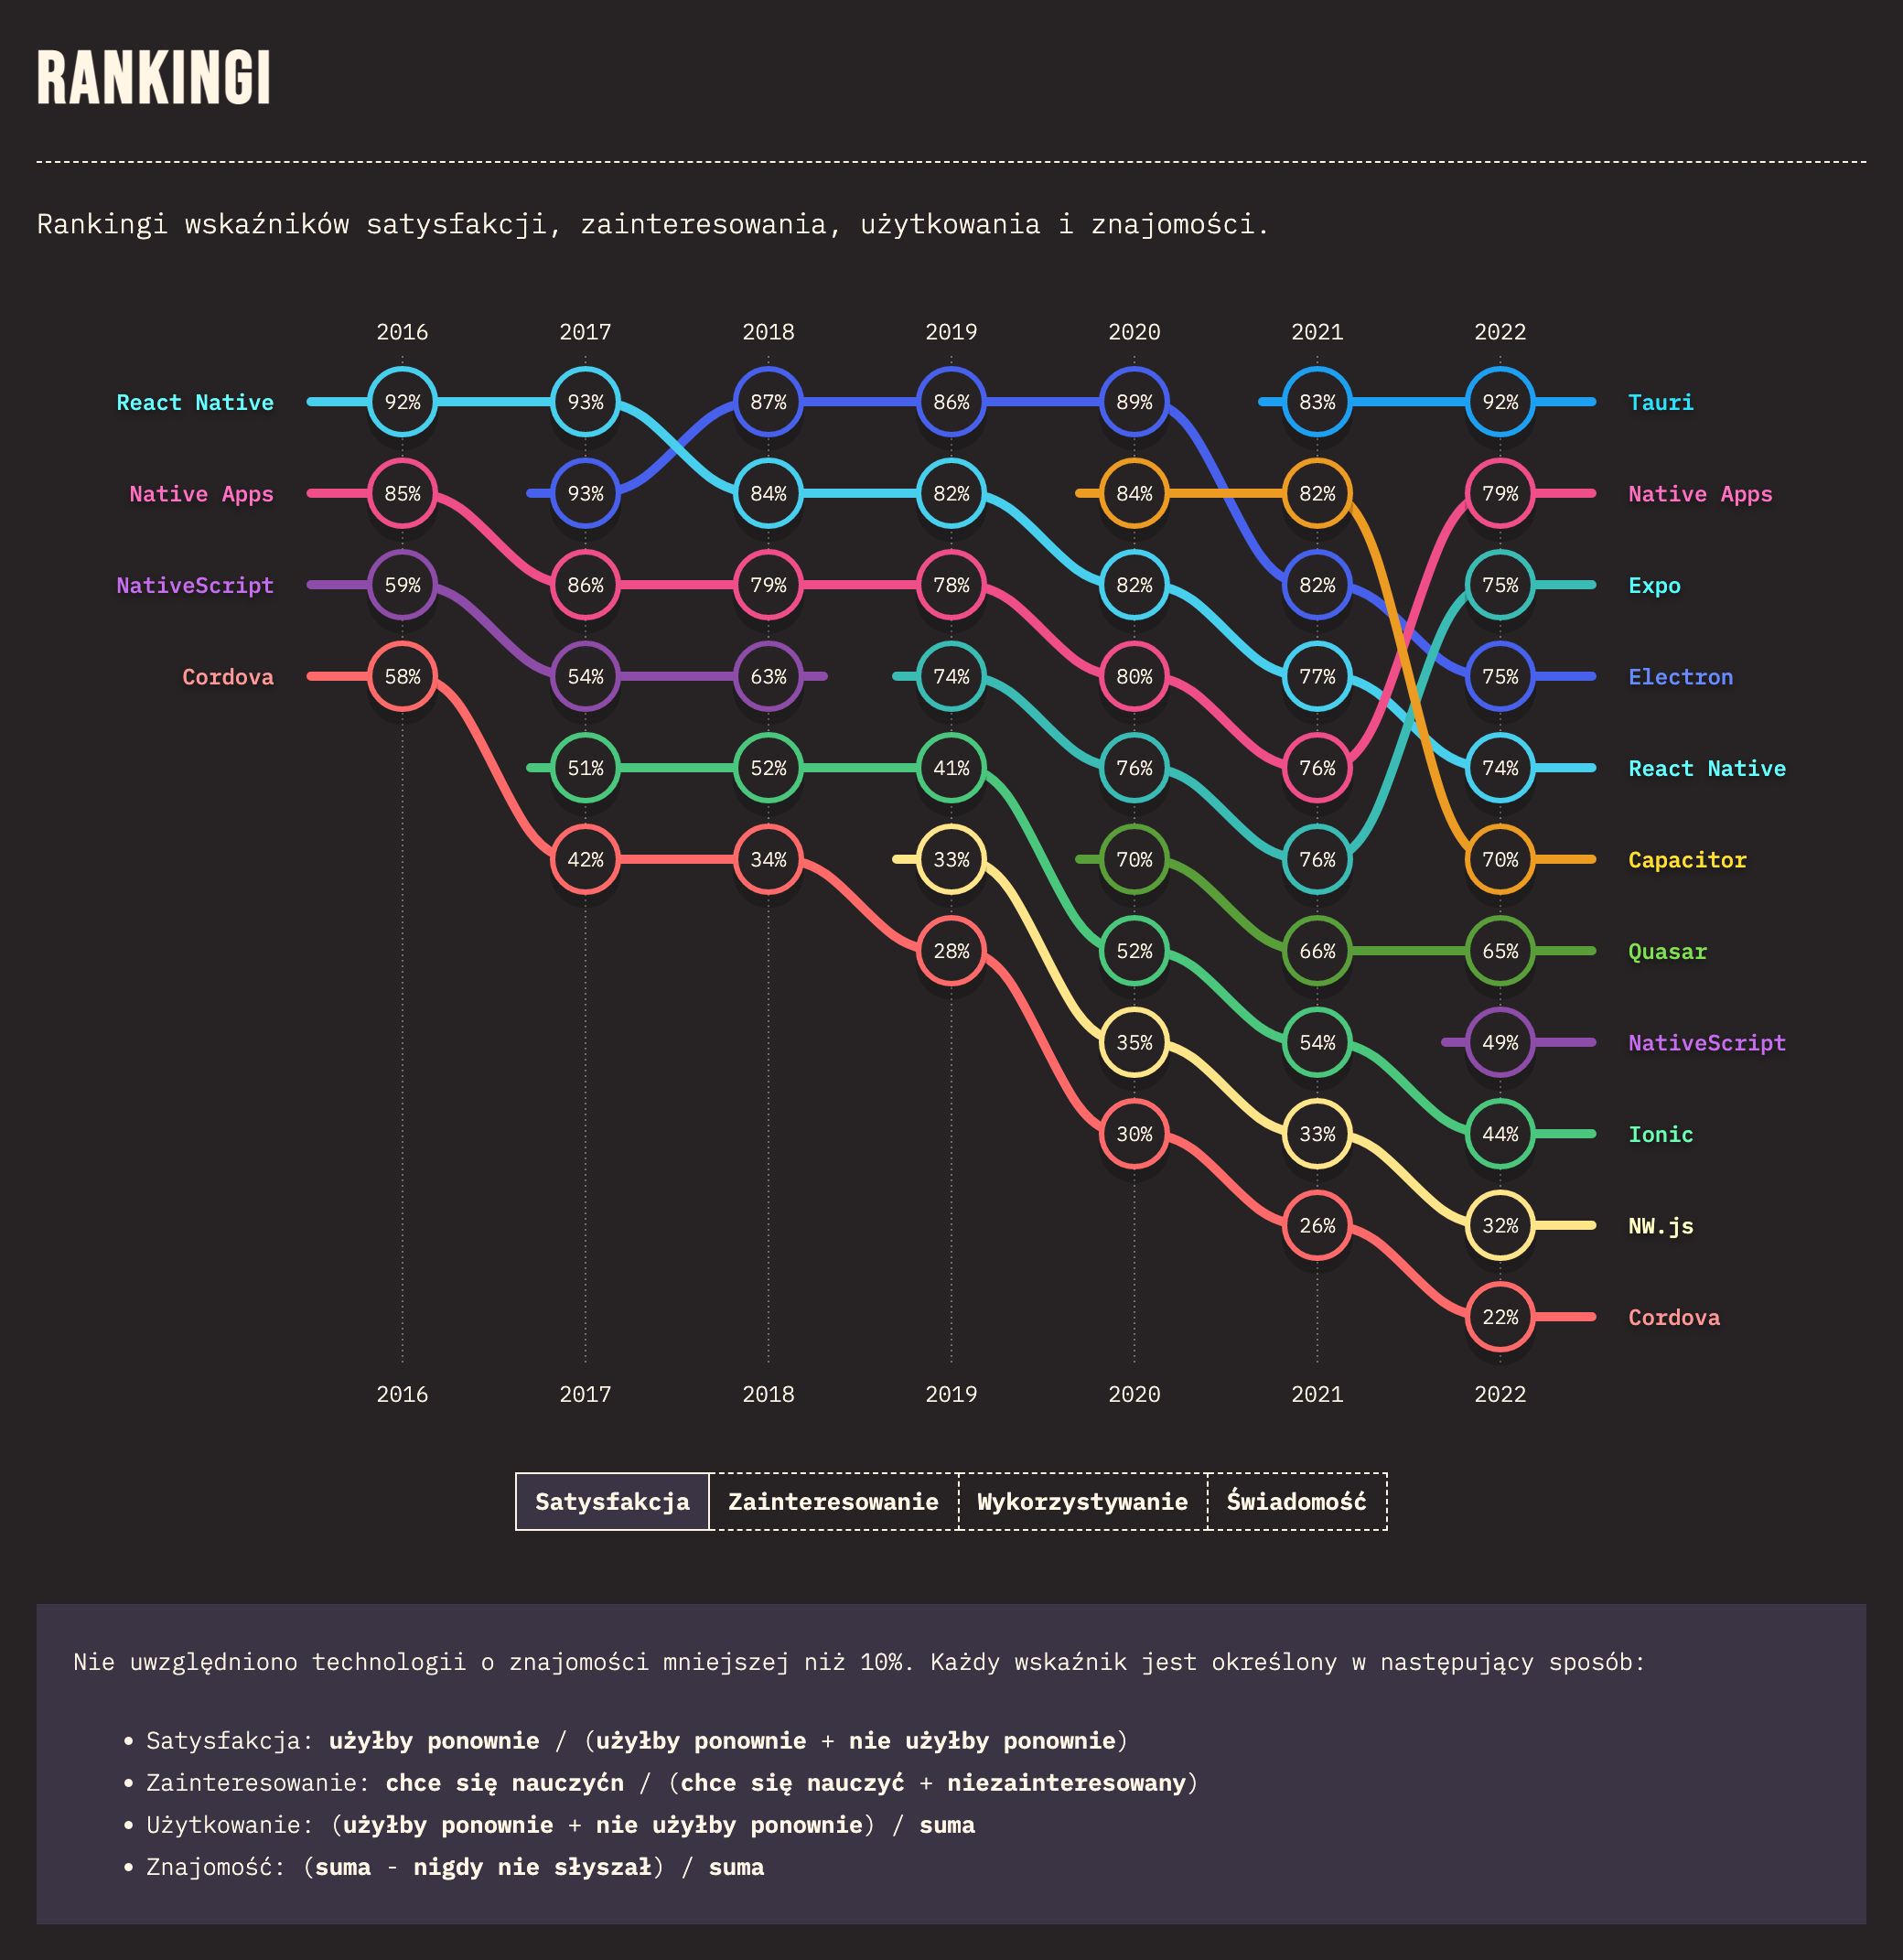 RANKINGI
Rankingi wskaźników satysfakcji, zainteresowania, użytkowania i znajomości.
2016 2017 2018 2019 2020 2021 2022
React Native 92% 93% 87% 86% 89% 83% 92% Tauri
Native Apps 85% 93% 84% 82% 84% 82% 79% Native Apps
NativeScript 59% 86% 79% 78% 82% 82% 75% Expo
Cordova 58% 54% 63% 74% 80% 77% 75% Electron
51% 52% 41% 76% 76% 74% React Native
42% 34% 33% 70% 76% 70% Capacitor
28% 52% 66% 65% Quasar
35% 54% 49% NativeScript
30% 33% 44% Ionic
26% 32% NW.js
22% Cordova
2016 2017 2018 2019 2020 2021 2022
Satysfakcja Zainteresowanie Wykorzystywanie Świadomość
Nie uwzględniono technologii o znajomości mniejszej niż 10%. Każdy wskaźnik jest określony w następujący sposób:
• Satysfakcja: użyłby ponownie / (użyłby ponownie + nie użyłby ponownie)
• Zainteresowanie: chce się nauczyćn / (chce się nauczyć + niezainteresowany)
• Użytkowanie: (użyłby ponownie + nie użyłby ponownie) / suma
• Znajomość: (suma - nigdy nie słyszał) / suma